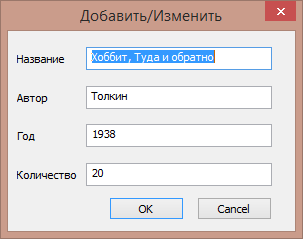 Добавить/Изменить
Название Хоббит, Туда и обратно
Автор Толкин
Год 1938
Количество 20
OK Cancel